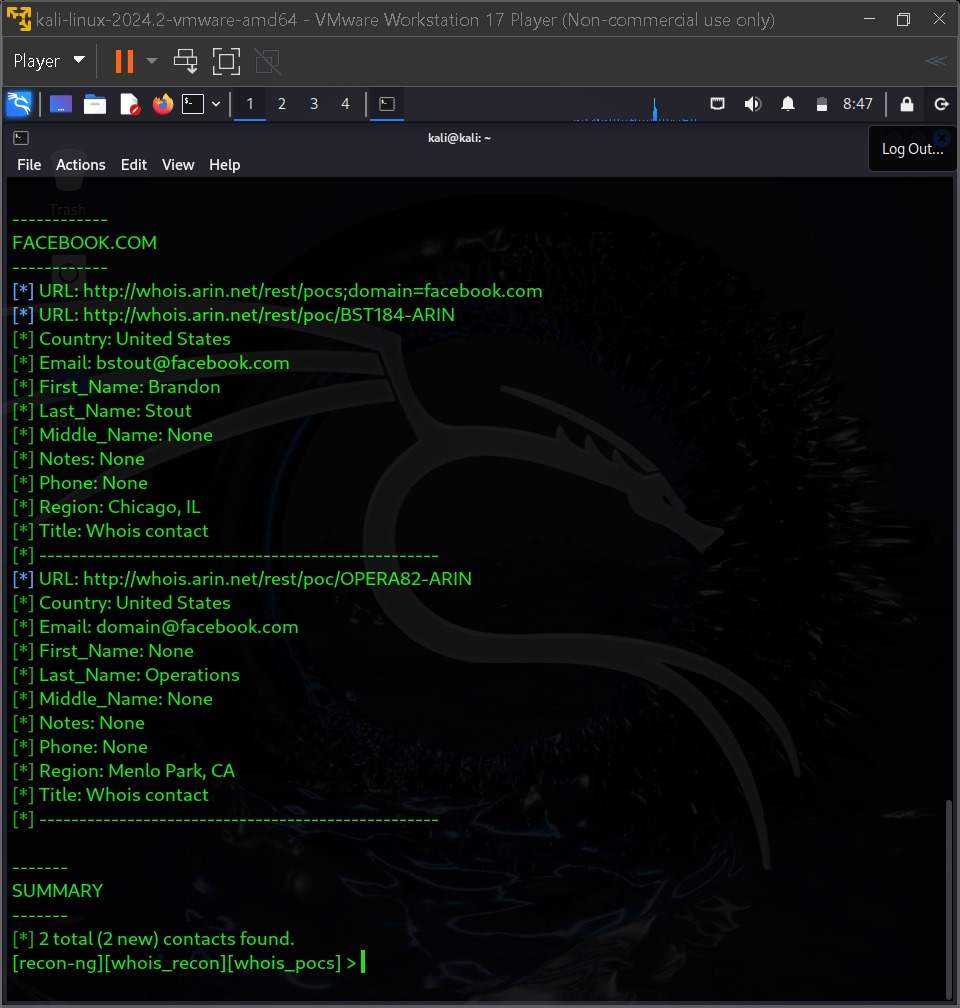 kali-linux-2024.2-vmware-amd64 - VMware Workstation 17 Player (Non-commercial use only)
Player
1 2 3 4 8:47
kali@kali: ~
File Actions Edit View Help
Log Out...
Trash
------------
FACEBOOK.COM
------------
[*] URL: http://whois.arin.net/rest/pocs;domain=facebook.com
[*] URL: http://whois.arin.net/rest/poc/BST184-ARIN
[*] Country: United States
[*] Email: bstout@facebook.com
[*] First_Name: Brandon
[*] Last_Name: Stout
[*] Middle_Name: None
[*] Notes: None
[*] Phone: None
[*] Region: Chicago, IL
[*] Title: Whois contact
[*] --------------------------------------------------
[*] URL: http://whois.arin.net/rest/poc/OPERA82-ARIN
[*] Country: United States
[*] Email: domain@facebook.com
[*] First_Name: None
[*] Last_Name: Operations
[*] Middle_Name: None
[*] Notes: None
[*] Phone: None
[*] Region: Menlo Park, CA
[*] Title: Whois contact
[*] --------------------------------------------------
-------
SUMMARY
-------
[*] 2 total (2 new) contacts found.
[recon-ng][whois_recon][whois_pocs] >